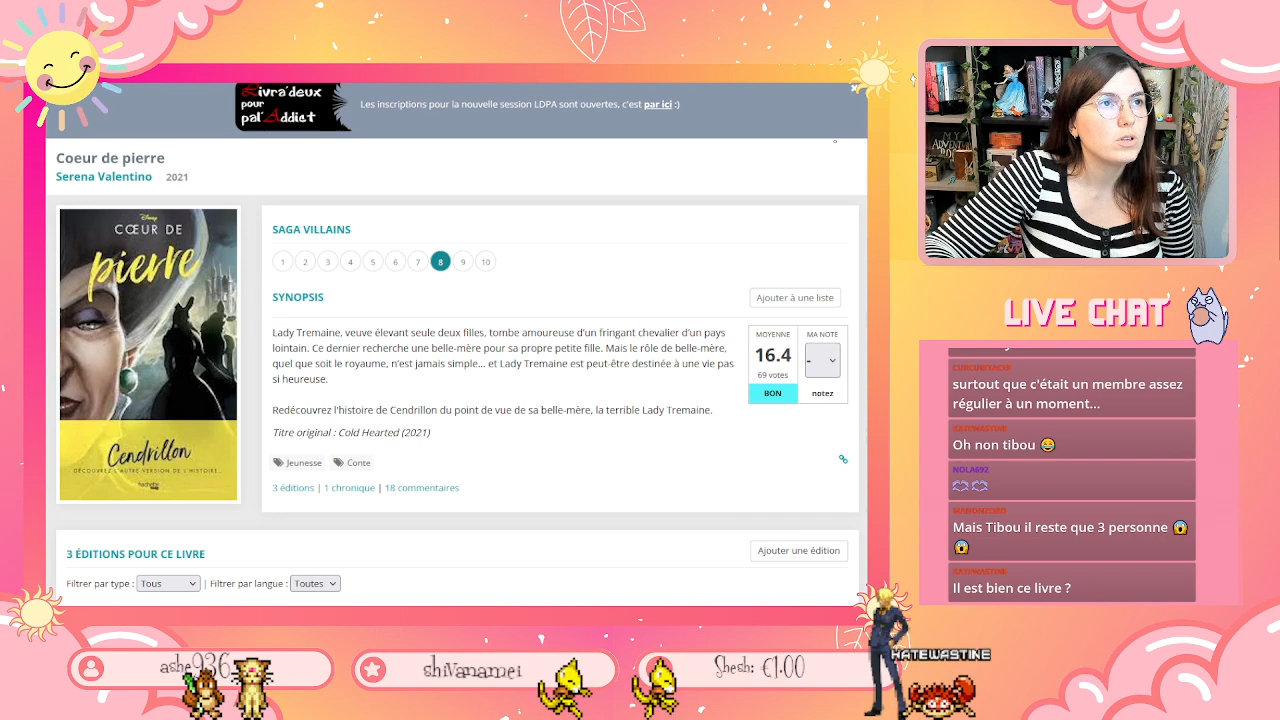 Livra'deux
pour
pal'Addict
Les inscriptions pour la nouvelle session LDPA sont ouvertes, c'est par ici :)
Coeur de pierre
Serena Valentino 2021
Disney
CŒUR DE
pierre
Cendrillon
DÉCOUVREZ L'AUTRE VERSION DE L'HISTOIRE...
hachette
SAGA VILLAINS
1 2 3 4 5 6 7 8 9 10
SYNOPSIS
Ajouter à une liste
Lady Tremaine, veuve élevant seule deux filles, tombe amoureuse d'un fringant chevalier d'un pays
lointain. Ce dernier recherche une belle-mère pour sa propre petite fille. Mais le rôle de belle-mère,
quel que soit le royaume, n'est jamais simple... et Lady Tremaine est peut-être destinée à une vie pas
si heureuse.
Redécouvrez l'histoire de Cendrillon du point de vue de sa belle-mère, la terrible Lady Tremaine.
Titre original : Cold Hearted (2021)
MOYENNE
16.4
69 votes
BON
MA NOTE
-
notez
Jeunesse Conte
3 éditions | 1 chronique | 18 commentaires
3 ÉDITIONS POUR CE LIVRE
Ajouter une édition
Filtrer par type : Tous | Filtrer par langue : Toutes
MY
ADVENTURE
LIVE CHAT
surtout que c'était un membre assez
régulier à un moment...
KATEWASTINE
Oh non tibou 😂
NOLA692
Mais Tibou il reste que 3 personne 😱
😱
KATEWASTINE
Il est bien ce livre ?
ashe936
shivanamei
Shesh: €1.00
KATEWASTINE